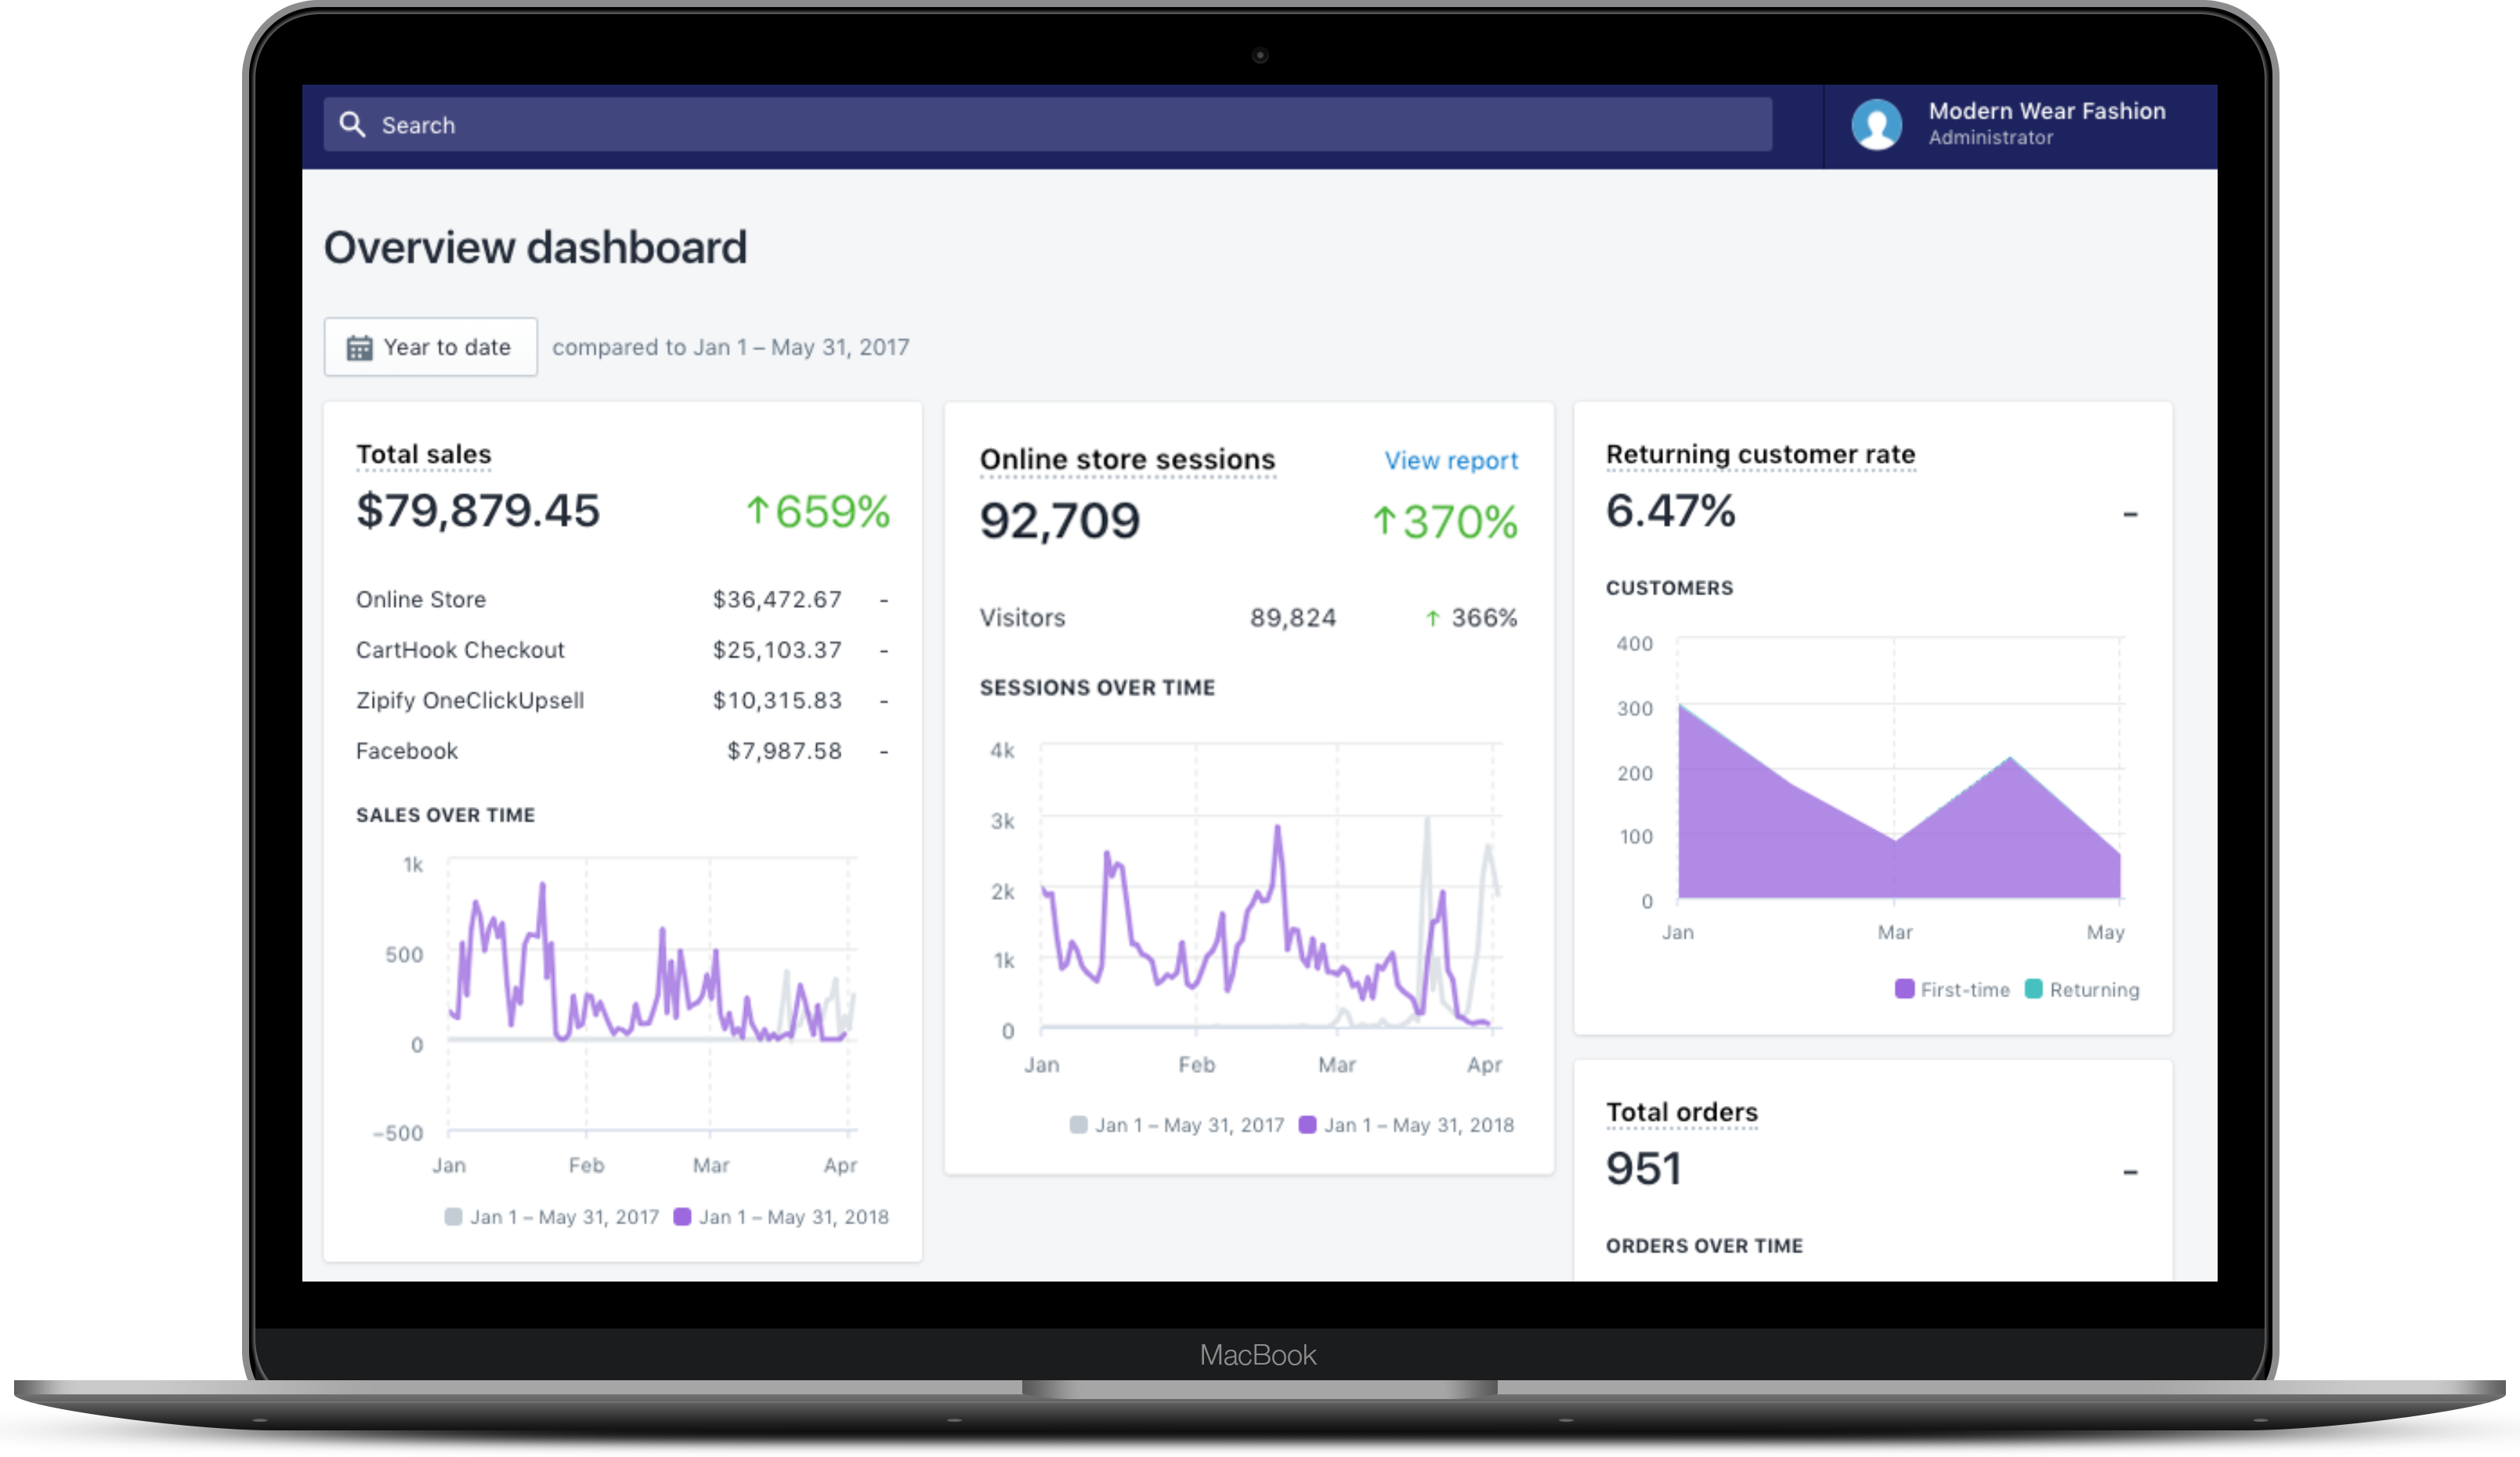 Search
Modern Wear Fashion
Administrator
Overview dashboard
Year to date compared to Jan 1 – May 31, 2017
Total sales
$79,879.45 ↑659%
Online Store $36,472.67 -
CartHook Checkout $25,103.37 -
Zipify OneClickUpsell $10,315.83 -
Facebook $7,987.58 -
SALES OVER TIME
1k
500
0
−500
Jan Feb Mar Apr
Jan 1 – May 31, 2017 Jan 1 – May 31, 2018
Online store sessions View report
92,709 ↑370%
Visitors 89,824 ↑ 366%
SESSIONS OVER TIME
4k
3k
2k
1k
0
Jan Feb Mar Apr
Jan 1 – May 31, 2017 Jan 1 – May 31, 2018
Returning customer rate
6.47% -
CUSTOMERS
400
300
200
100
0
Jan Mar May
First-time Returning
Total orders
951 -
ORDERS OVER TIME
MacBook